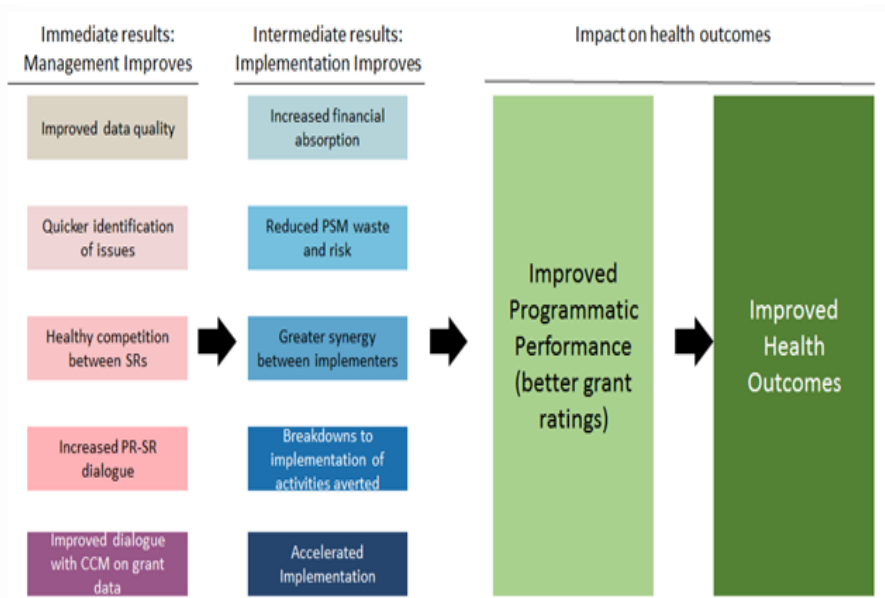 Immediate results:
Management Improves
Intermediate results:
Implementation Improves
Impact on health outcomes
Improved data quality
Quicker identification
of issues
Healthy competition
between SRs
Increased PR-SR
dialogue
Improved dialogue
with CCM on grant
data
Increased financial
absorption
Reduced PSM waste
and risk
Greater synergy
between implementers
Breakdowns to
implementation of
activities averted
Accelerated
Implementation
Improved
Programmatic
Performance
(better grant
ratings)
Improved
Health
Outcomes